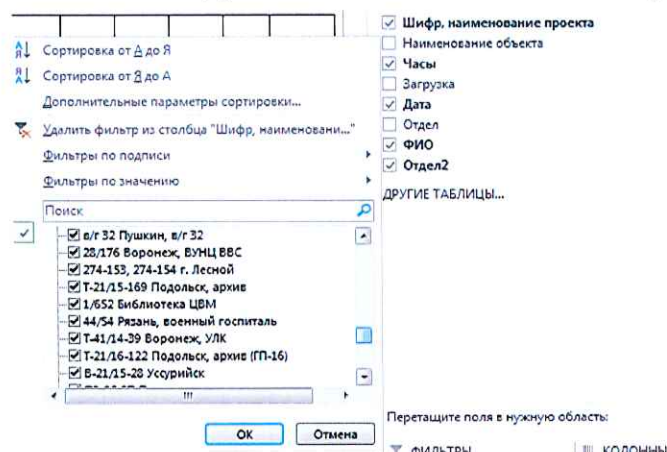 Сортировка от А до Я
Сортировка от Я до А
Дополнительные параметры сортировки...
Удалить фильтр из столбца "Шифр, наименовани..."
Фильтры по подписи
Фильтры по значению
Поиск
в/г 32 Пушкин, в/г 32
28/176 Воронеж, ВУНЦ ВВС
274-153, 274-154 г. Лесной
Т-21/15-169 Подольск, архив
1/652 Библиотека ЦВМ
44/54 Рязань, военный госпиталь
Т-41/14-39 Воронеж, УЛК
Т-21/16-122 Подольск, архив (ГП-16)
В-21/15-28 Уссурийск
ОК
Отмена
Шифр, наименование проекта
Наименование объекта
Часы
Загрузка
Дата
Отдел
ФИО
Отдел2
ДРУГИЕ ТАБЛИЦЫ...
Перетащите поля в нужную область:
ФИЛЬТРЫ
КОЛОННЫ